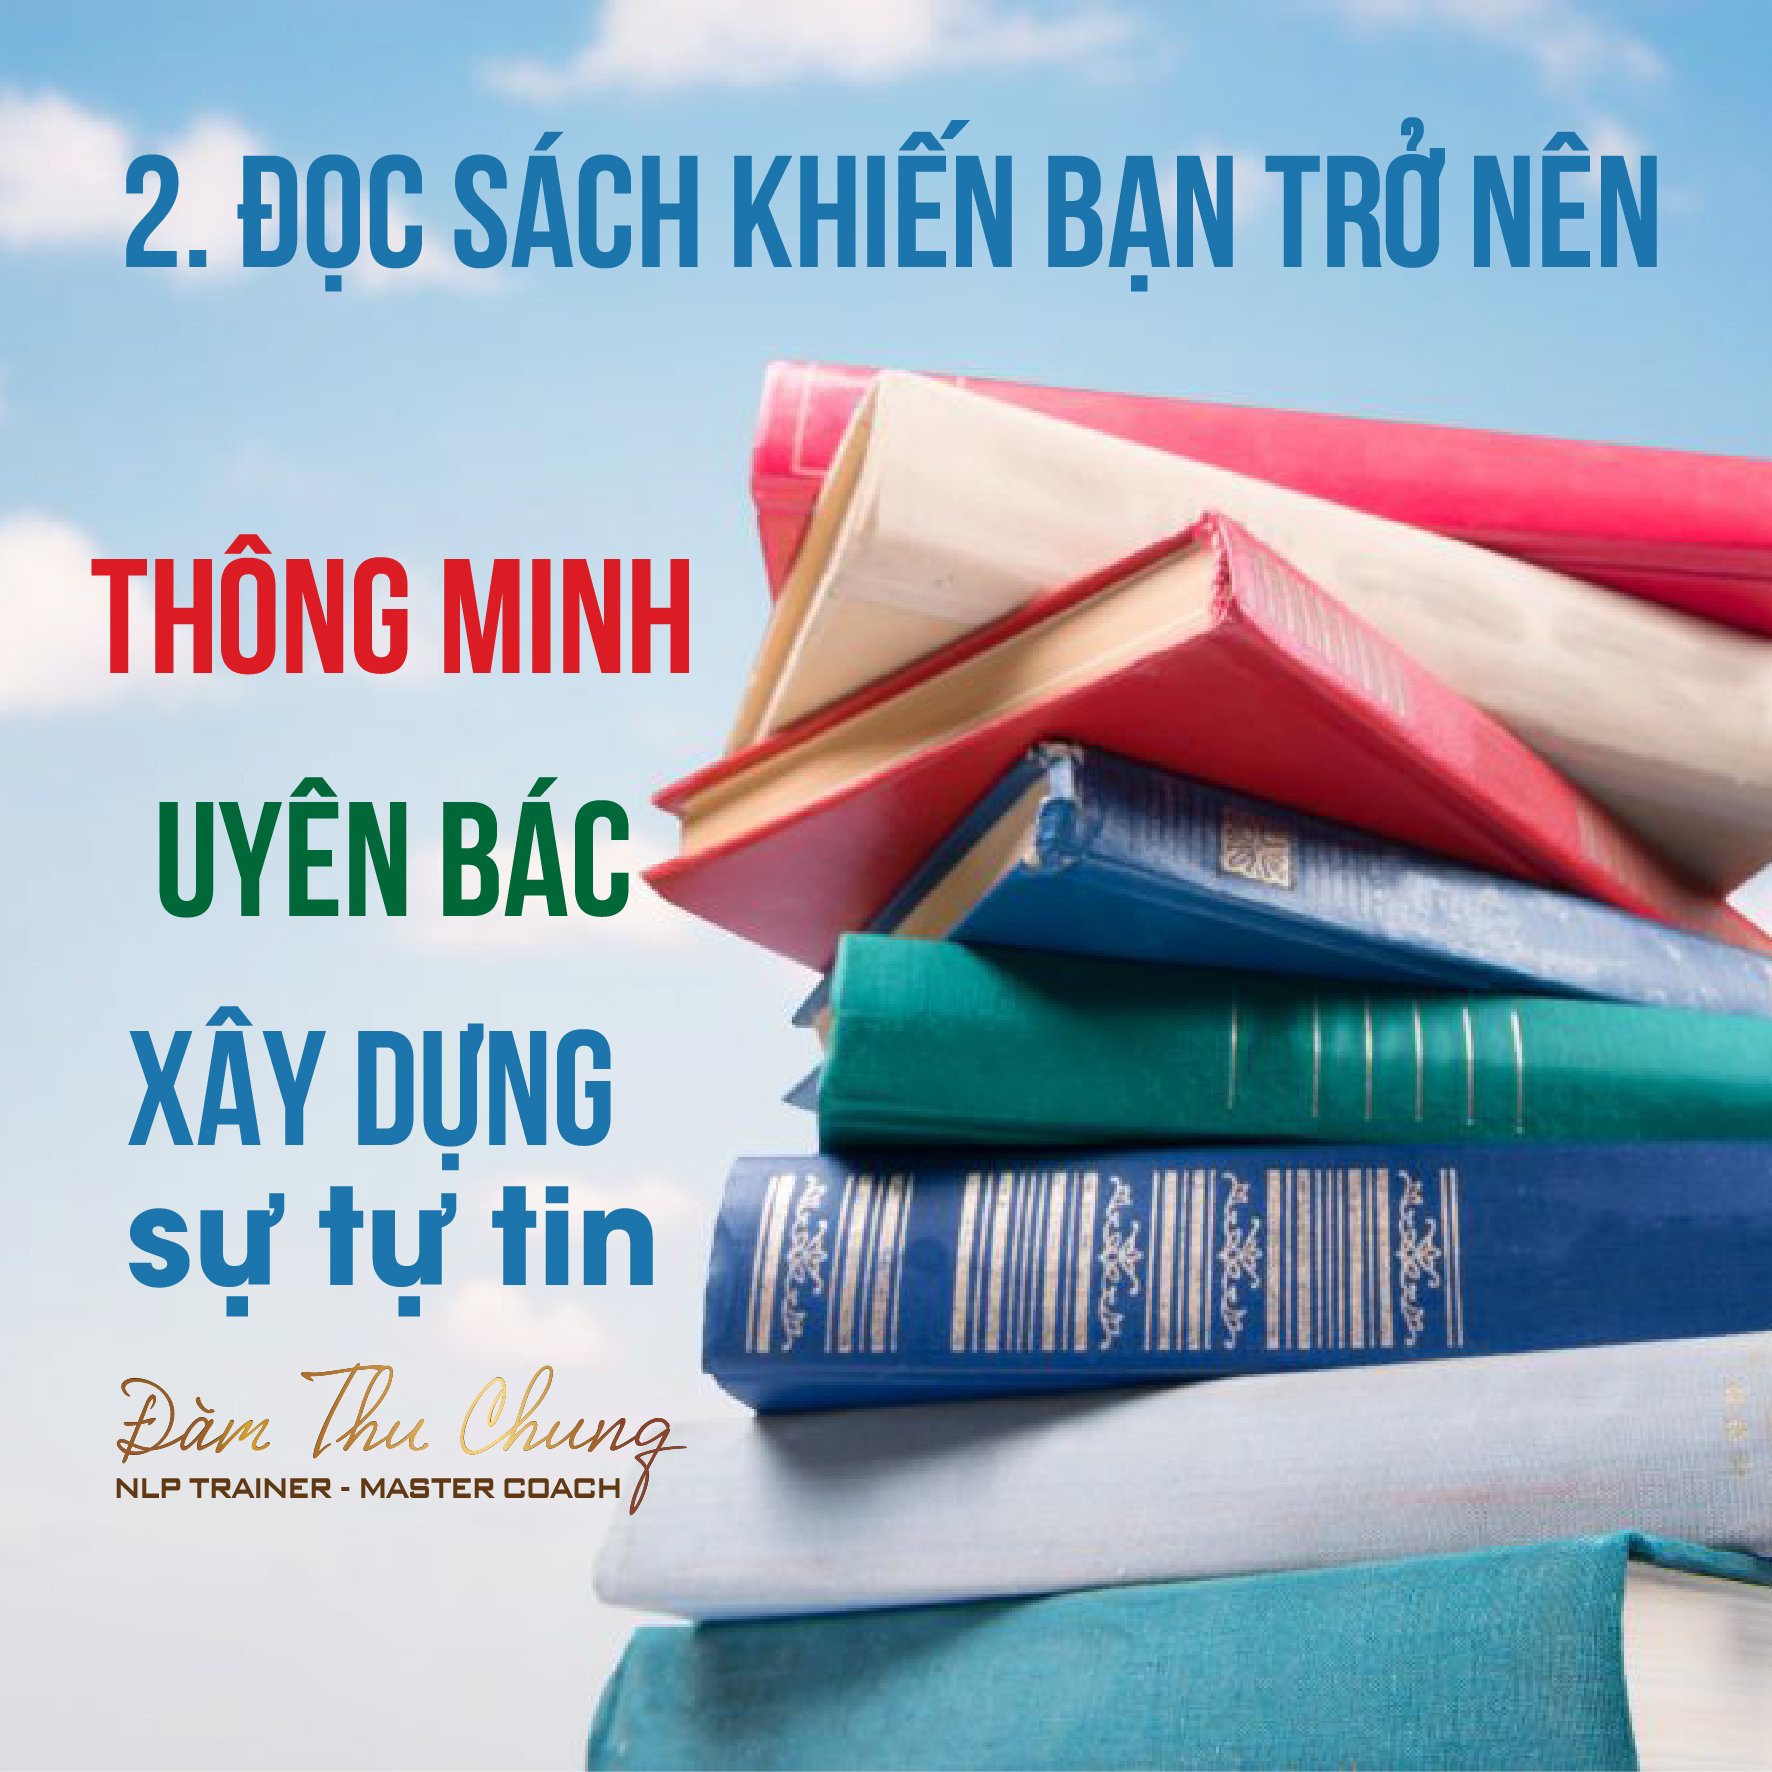 2. ĐỌC SÁCH KHIẾN BẠN TRỞ NÊN
THÔNG MINH
UYÊN BÁC
XÂY DỰNG
sự tự tin
Đàm Thu Chung
NLP TRAINER - MASTER COACH